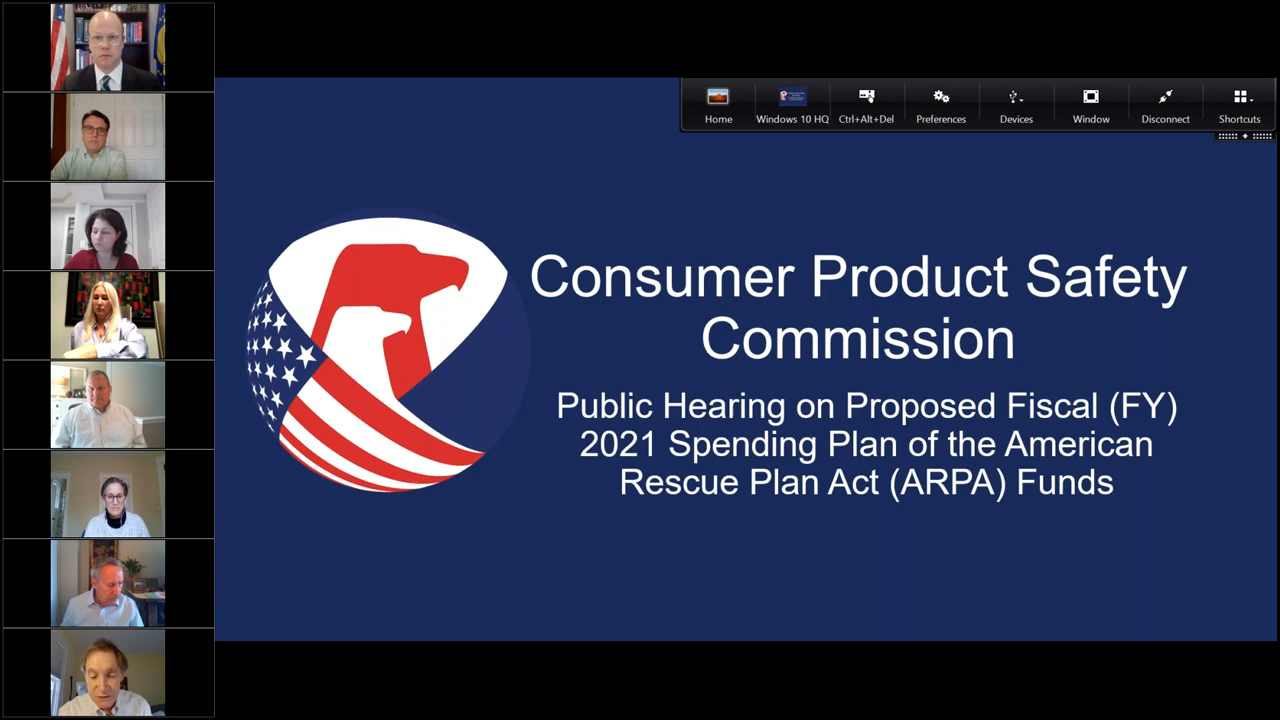 Home
Windows 10 HQ
Ctrl+Alt+Del
Preferences
Devices
Window
Disconnect
Shortcuts
Consumer Product Safety
Commission
Public Hearing on Proposed Fiscal (FY)
2021 Spending Plan of the American
Rescue Plan Act (ARPA) Funds